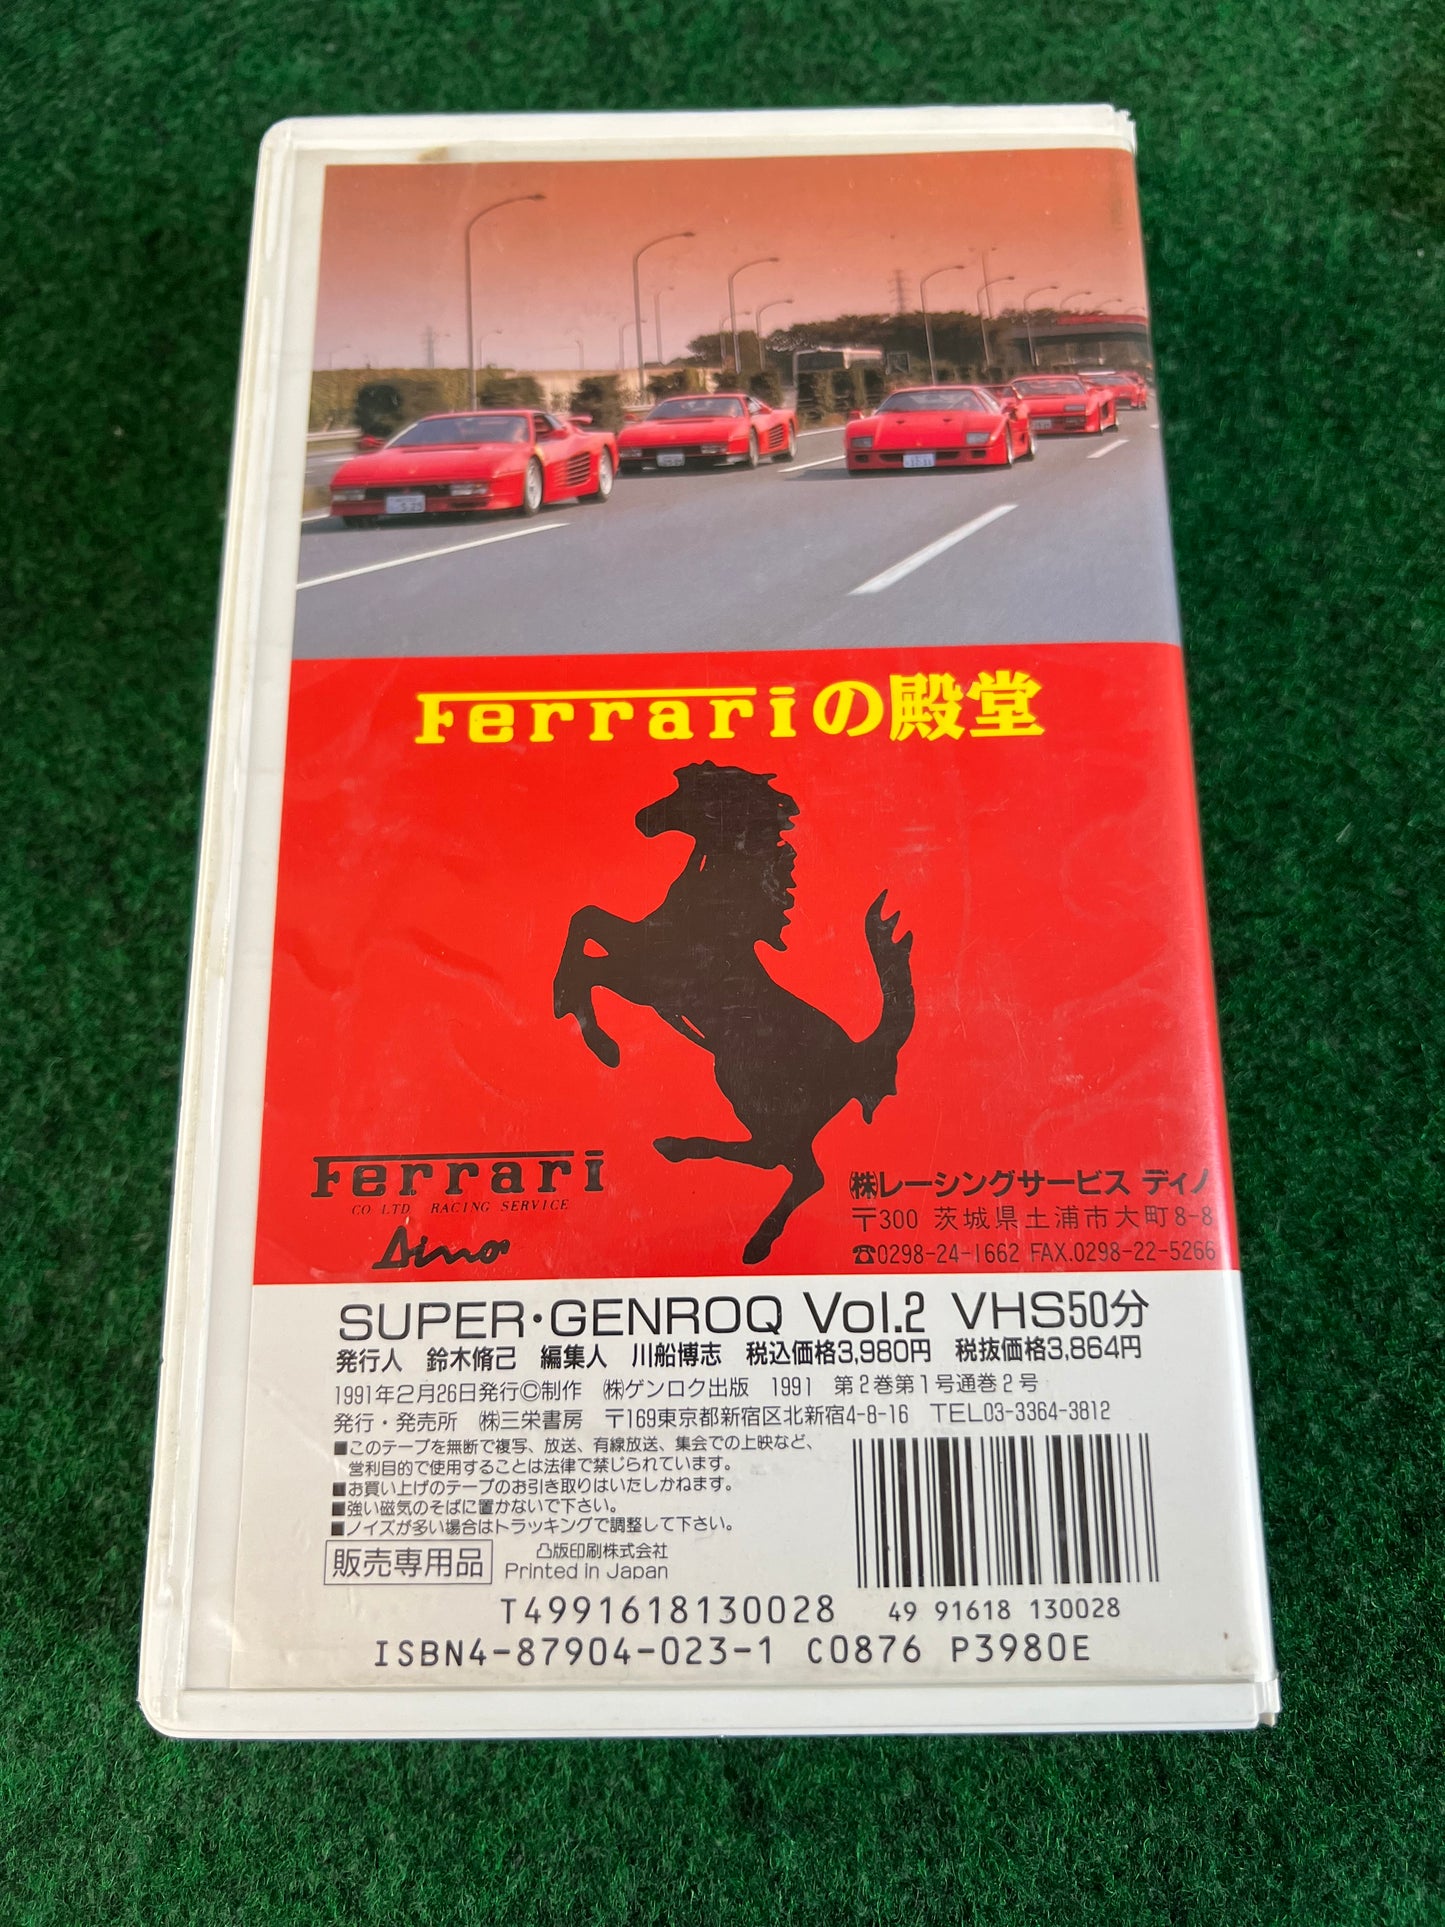 Ferrariの殿堂
Ferrari
CO LTD RACING SERVICE
Dino
㈱レーシングサービス ディノ
〒300 茨城県土浦市大町8-8
☎0298-24-1662 FAX.0298-22-5266
SUPER・GENROQ Vol.2 VHS50分
発行人 鈴木脩己 編集人 川船博志 税込価格3,980円 税抜価格3,864円
1991年2月26日発行©制作 ㈱ゲンロク出版 1991 第2巻第1号通巻2号
発行・発売所 ㈱三栄書房 〒169東京都新宿区北新宿4-8-16 TEL03-3364-3812
■このテープを無断で複写、放送、有線放送、集会での上映など、
営利目的で使用することは法律で禁じられています。
■お買い上げのテープのお引き取りはいたしかねます。
■強い磁気のそばに置かないで下さい。
■ノイズが多い場合はトラッキングで調整して下さい。
販売専用品
凸版印刷株式会社
Printed in Japan
T4991618130028
49 91618 130028
ISBN4-87904-023-1 C0876 P3980E